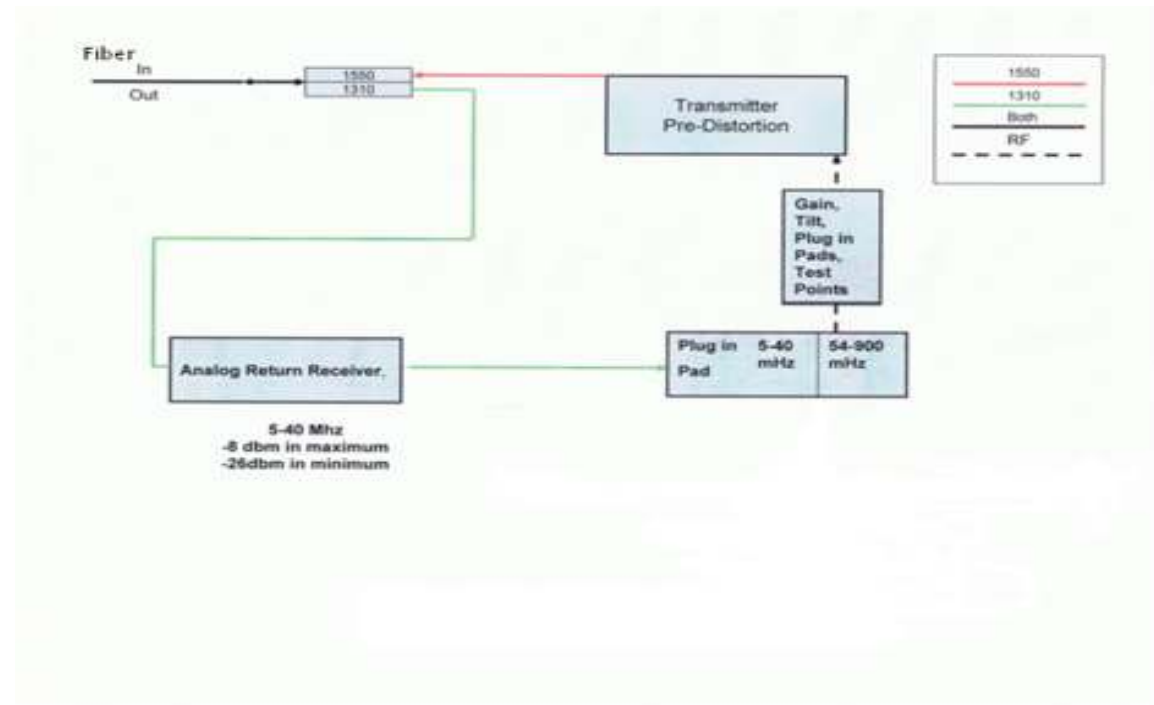 Fiber
In
Out
1550
1310
Transmitter
Pre-Distortion
1550
1310
Both
RF
Gain,
Tilt,
Plug in
Pads,
Test
Points
Plug in
Pad
5-40
mHz
54-900
mHz
Analog Return Receiver,
5-40 Mhz
-8 dbm in maximum
-26dbm in minimum